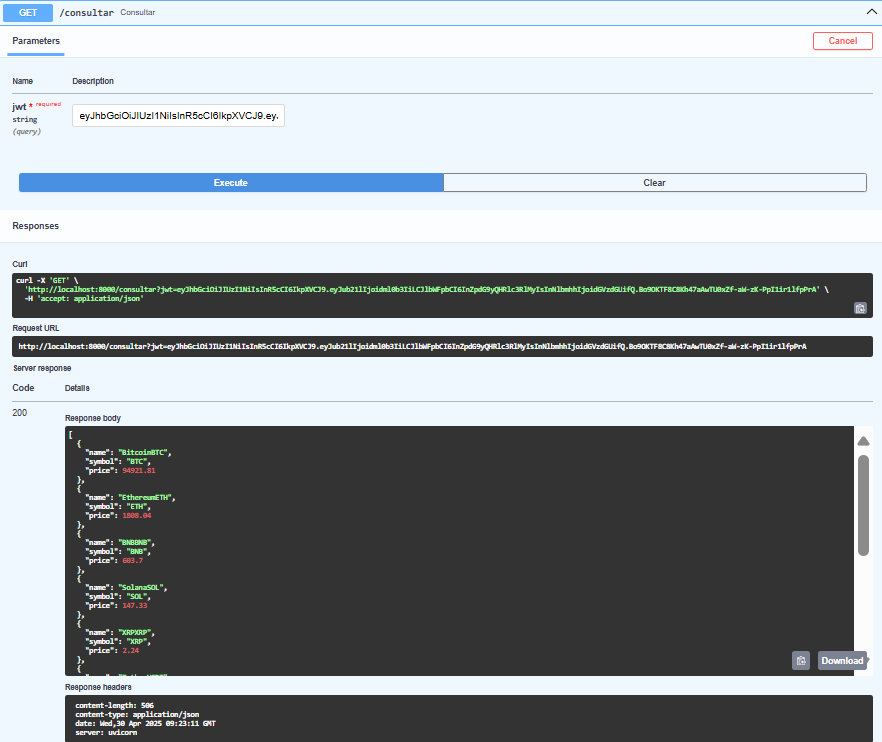 GET /consultar Consultar
Parameters
Cancel
Name Description
jwt * required
string
(query)
eyJhbGciOiJIUzI1NiIsInR5cCI6IkpXVCJ9.ey.
Execute
Clear
Responses
Curl
curl -X 'GET' \
'http://localhost:8000/consultar?jwt=eyJhbGciOiJIUzI1NiIsInR5cCI6IkpXVCJ9.eyJub21lIjoidml0b3IiLCJlbWFpbCI6InZpdG9yQHRlc3RlMyIsInNlbmhhIjoidGVzdGUifQ.Bo9OKTF8C8Kh47aAwTU0xZf-aW-zK-PpI1ir1lfpPrA' \
-H 'accept: application/json'
Request URL
http://localhost:8000/consultar?jwt=eyJhbGciOiJIUzI1NiIsInR5cCI6IkpXVCJ9.eyJub21lIjoidml0b3IiLCJlbWFpbCI6InZpdG9yQHRlc3RlMyIsInNlbmhhIjoidGVzdGUifQ.Bo9OKTF8C8Kh47aAwTU0xZf-aW-zK-PpI1ir1lfpPrA
Server response
Code Details
200
Response body
[
{
"name": "BitcoinBTC",
"symbol": "BTC",
"price": 94921.81
},
{
"name": "EthereumETH",
"symbol": "ETH",
"price": 1808.04
},
{
"name": "BNBBNB",
"symbol": "BNB",
"price": 603.7
},
{
"name": "SolanaSOL",
"symbol": "SOL",
"price": 147.33
},
{
"name": "XRPXRP",
"symbol": "XRP",
"price": 2.24
},
{
Download
Response headers
content-length: 506
content-type: application/json
date: Wed,30 Apr 2025 09:23:11 GMT
server: uvicorn